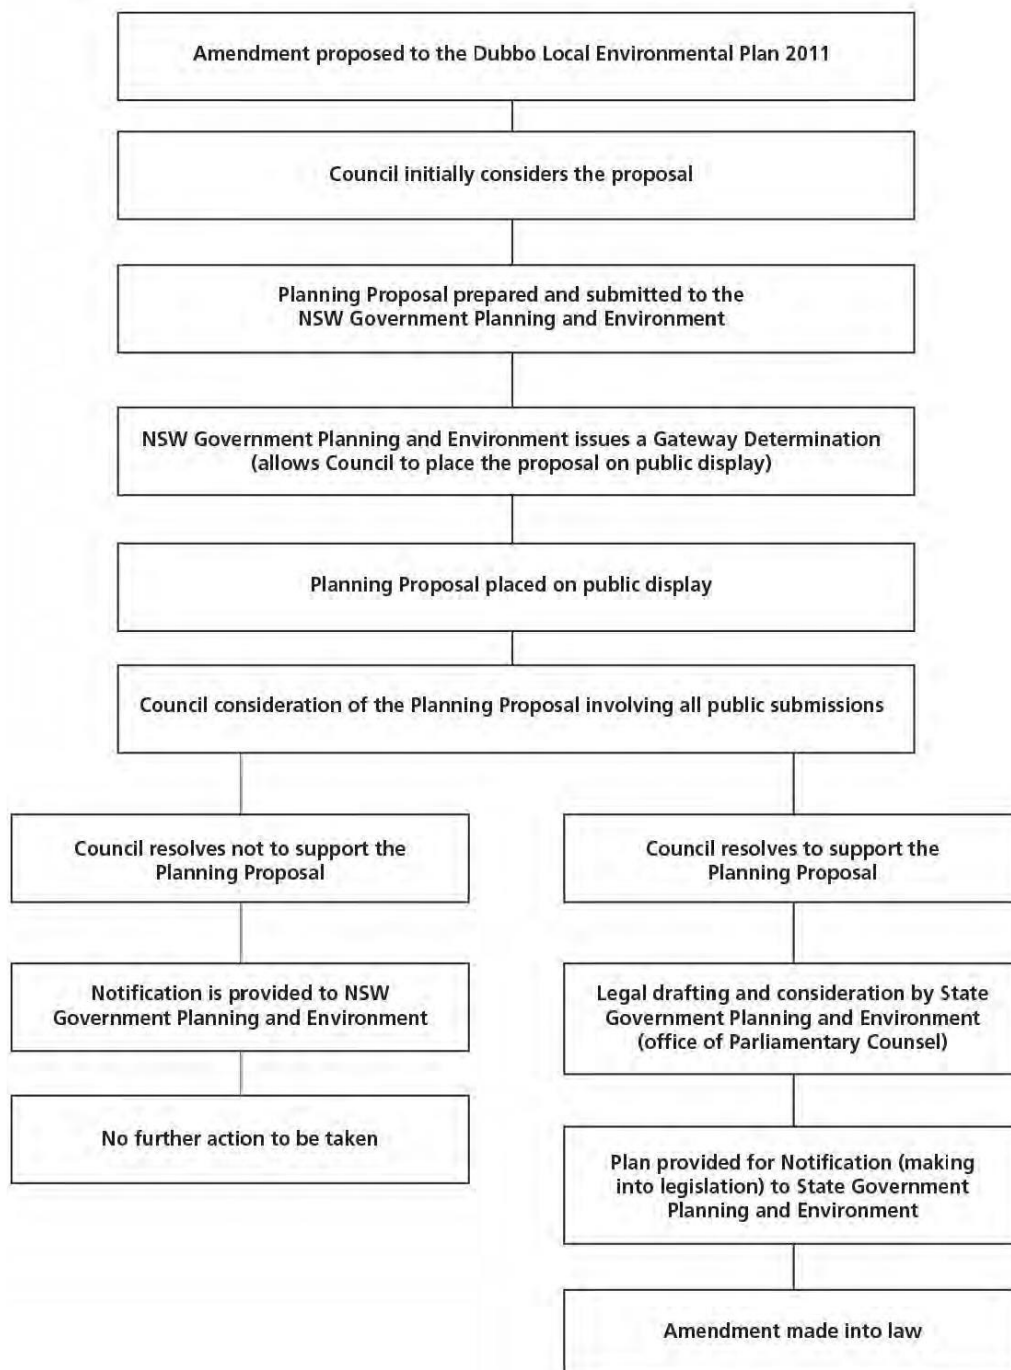 Amendment proposed to the Dubbo Local Environmental Plan 2011
Council initially considers the proposal
Planning Proposal prepared and submitted to the
NSW Government Planning and Environment
NSW Government Planning and Environment issues a Gateway Determination
(allows Council to place the proposal on public display)
Planning Proposal placed on public display
Council consideration of the Planning Proposal involving all public submissions
Council resolves not to support the
Planning Proposal
Notification is provided to NSW
Government Planning and Environment
No further action to be taken
Council resolves to support the
Planning Proposal
Legal drafting and consideration by State
Government Planning and Environment
(office of Parliamentary Counsel)
Plan provided for Notification (making
into legislation) to State Government
Planning and Environment
Amendment made into law